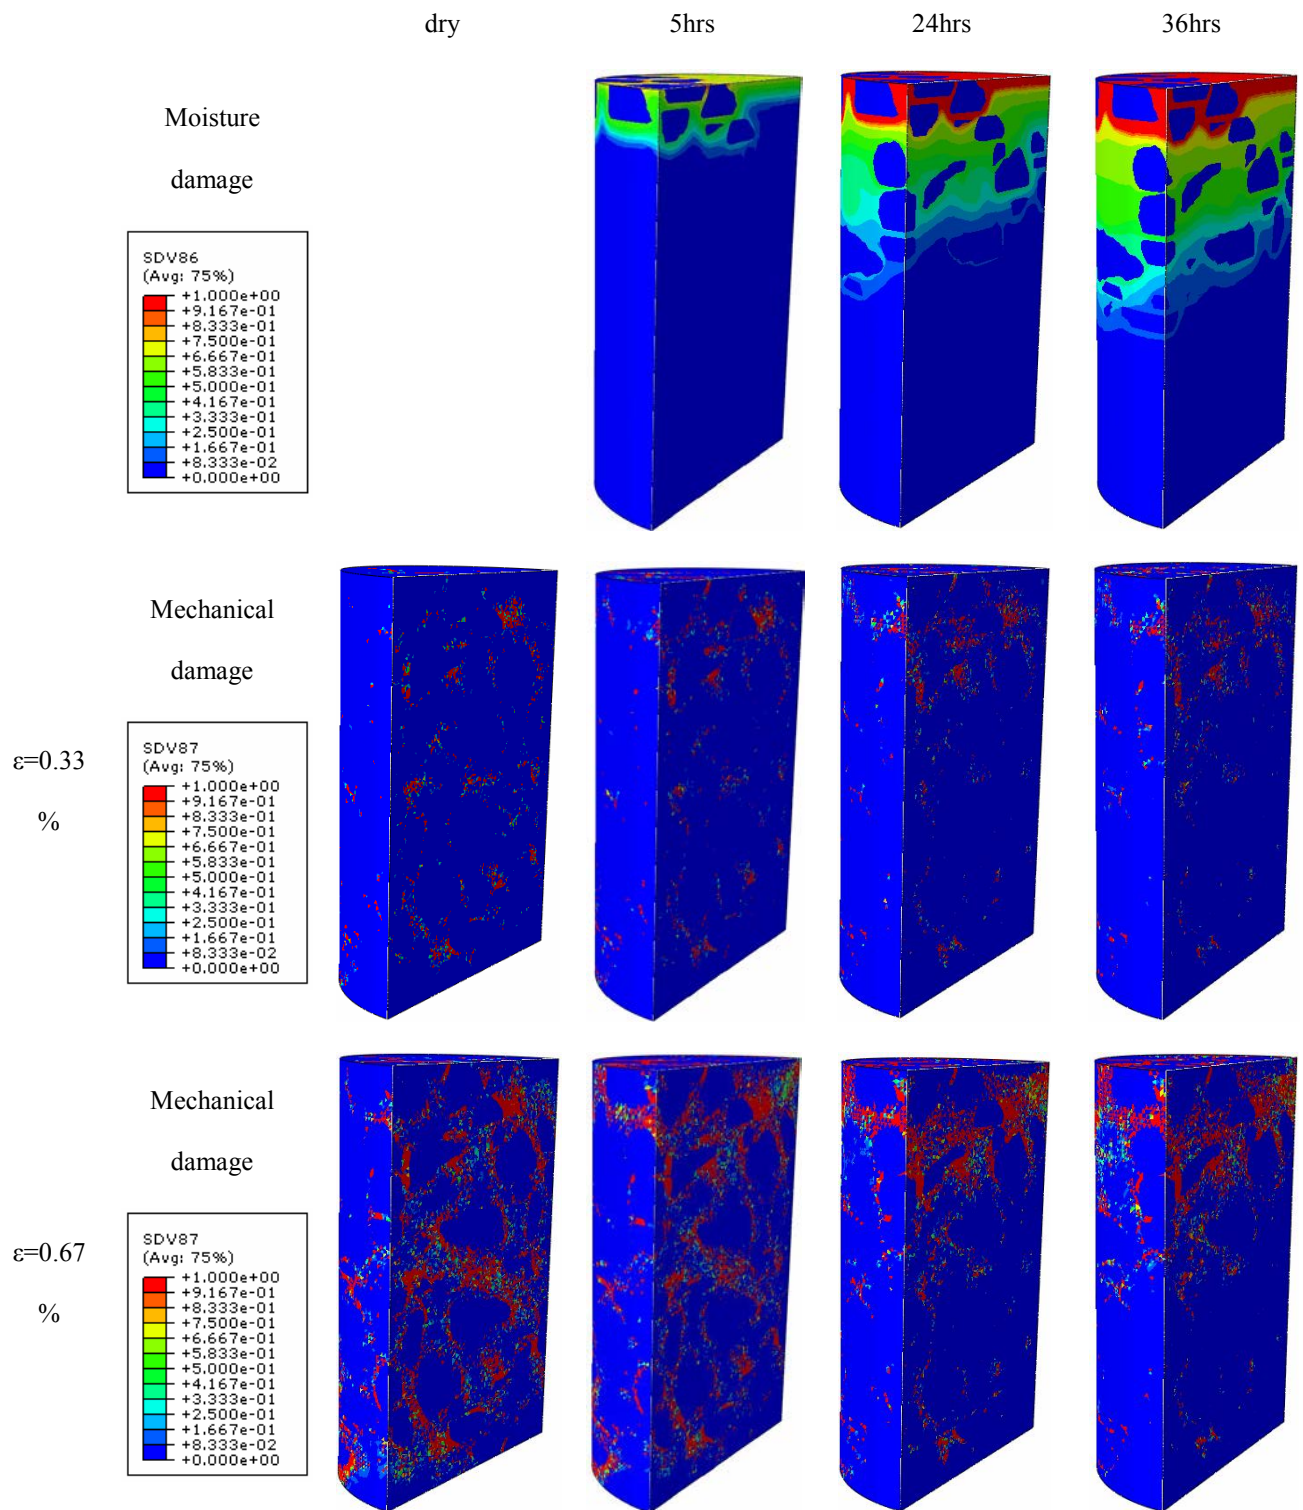 dry 5hrs 24hrs 36hrs
Moisture
damage
SDV86
(Avg: 75%)
+1.000e+00
+9.167e-01
+8.333e-01
+7.500e-01
+6.667e-01
+5.833e-01
+5.000e-01
+4.167e-01
+3.333e-01
+2.500e-01
+1.667e-01
+8.333e-02
+0.000e+00
Mechanical
damage
ε=0.33
%
SDV87
(Avg: 75%)
+1.000e+00
+9.167e-01
+8.333e-01
+7.500e-01
+6.667e-01
+5.833e-01
+5.000e-01
+4.167e-01
+3.333e-01
+2.500e-01
+1.667e-01
+8.333e-02
+0.000e+00
Mechanical
damage
ε=0.67
%
SDV87
(Avg: 75%)
+1.000e+00
+9.167e-01
+8.333e-01
+7.500e-01
+6.667e-01
+5.833e-01
+5.000e-01
+4.167e-01
+3.333e-01
+2.500e-01
+1.667e-01
+8.333e-02
+0.000e+00